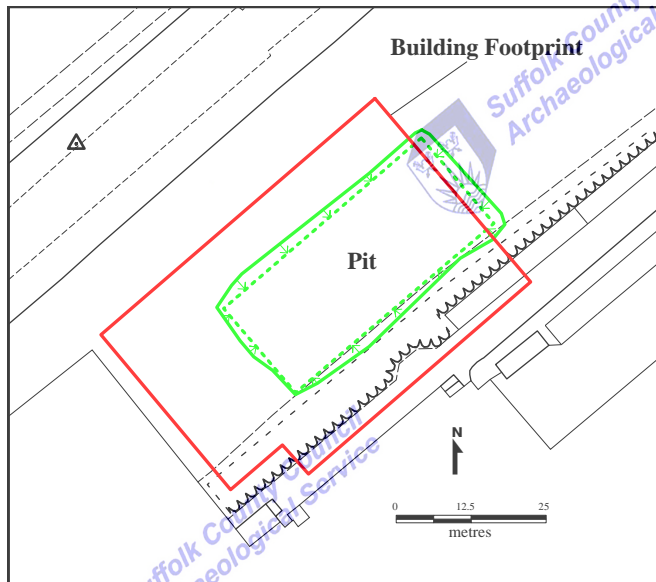 Building Footprint
Suffolk County
Archaeological
Pit
N
0 12.5 25
metres
Suffolk County Council
Archaeological Service